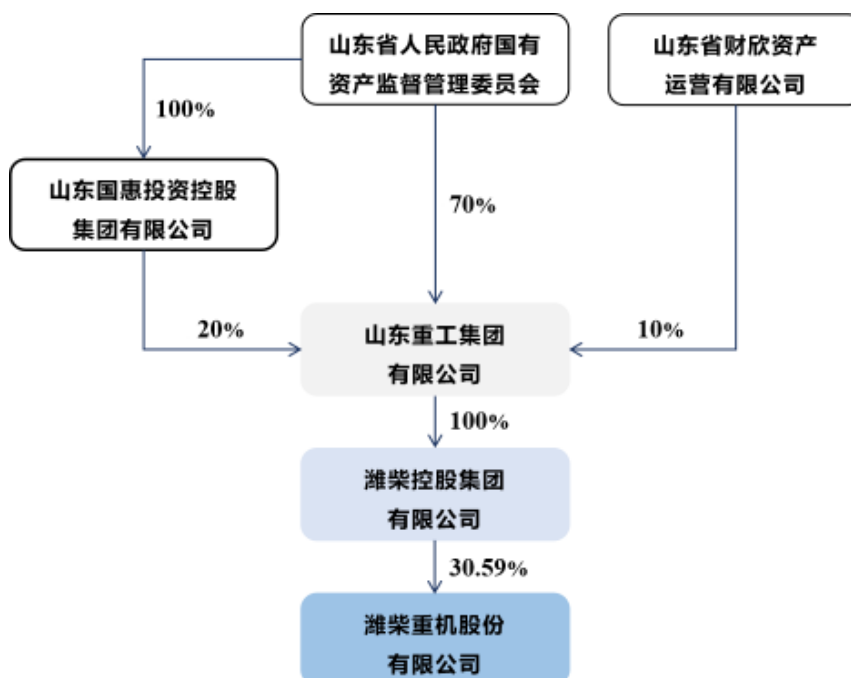 山东省人民政府国有
资产监督管理委员会
山东省财欣资产
运营有限公司
100%
山东国惠投资控股
集团有限公司
70%
20%
山东重工集团
有限公司
10%
100%
潍柴控股集团
有限公司
30.59%
潍柴重机股份
有限公司